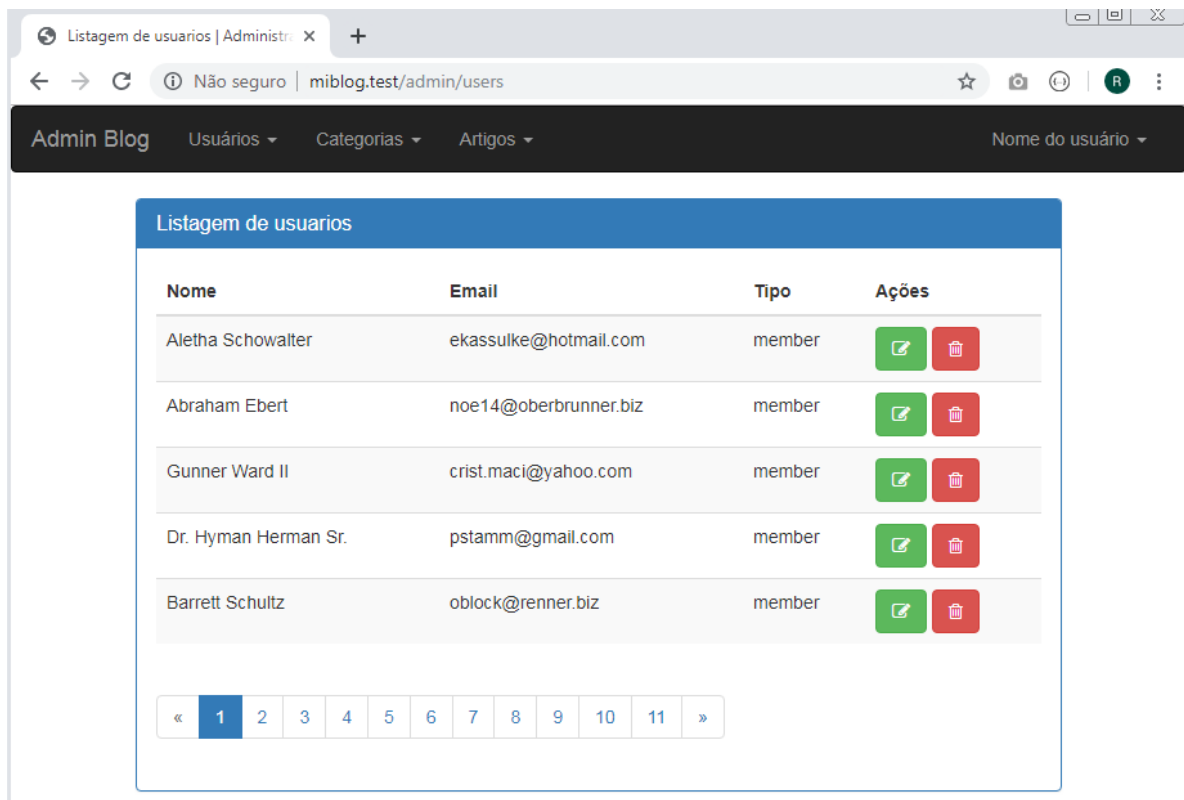 Listagem de usuarios | Administra
Não seguro | miblog.test/admin/users
R
Admin Blog Usuários Categorias Artigos Nome do usuário
Listagem de usuarios
Nome Email Tipo Ações
Aletha Schowalter ekassulke@hotmail.com member
Abraham Ebert noe14@oberbrunner.biz member
Gunner Ward II crist.maci@yahoo.com member
Dr. Hyman Herman Sr. pstamm@gmail.com member
Barrett Schultz oblock@renner.biz member
« 1 2 3 4 5 6 7 8 9 10 11 »